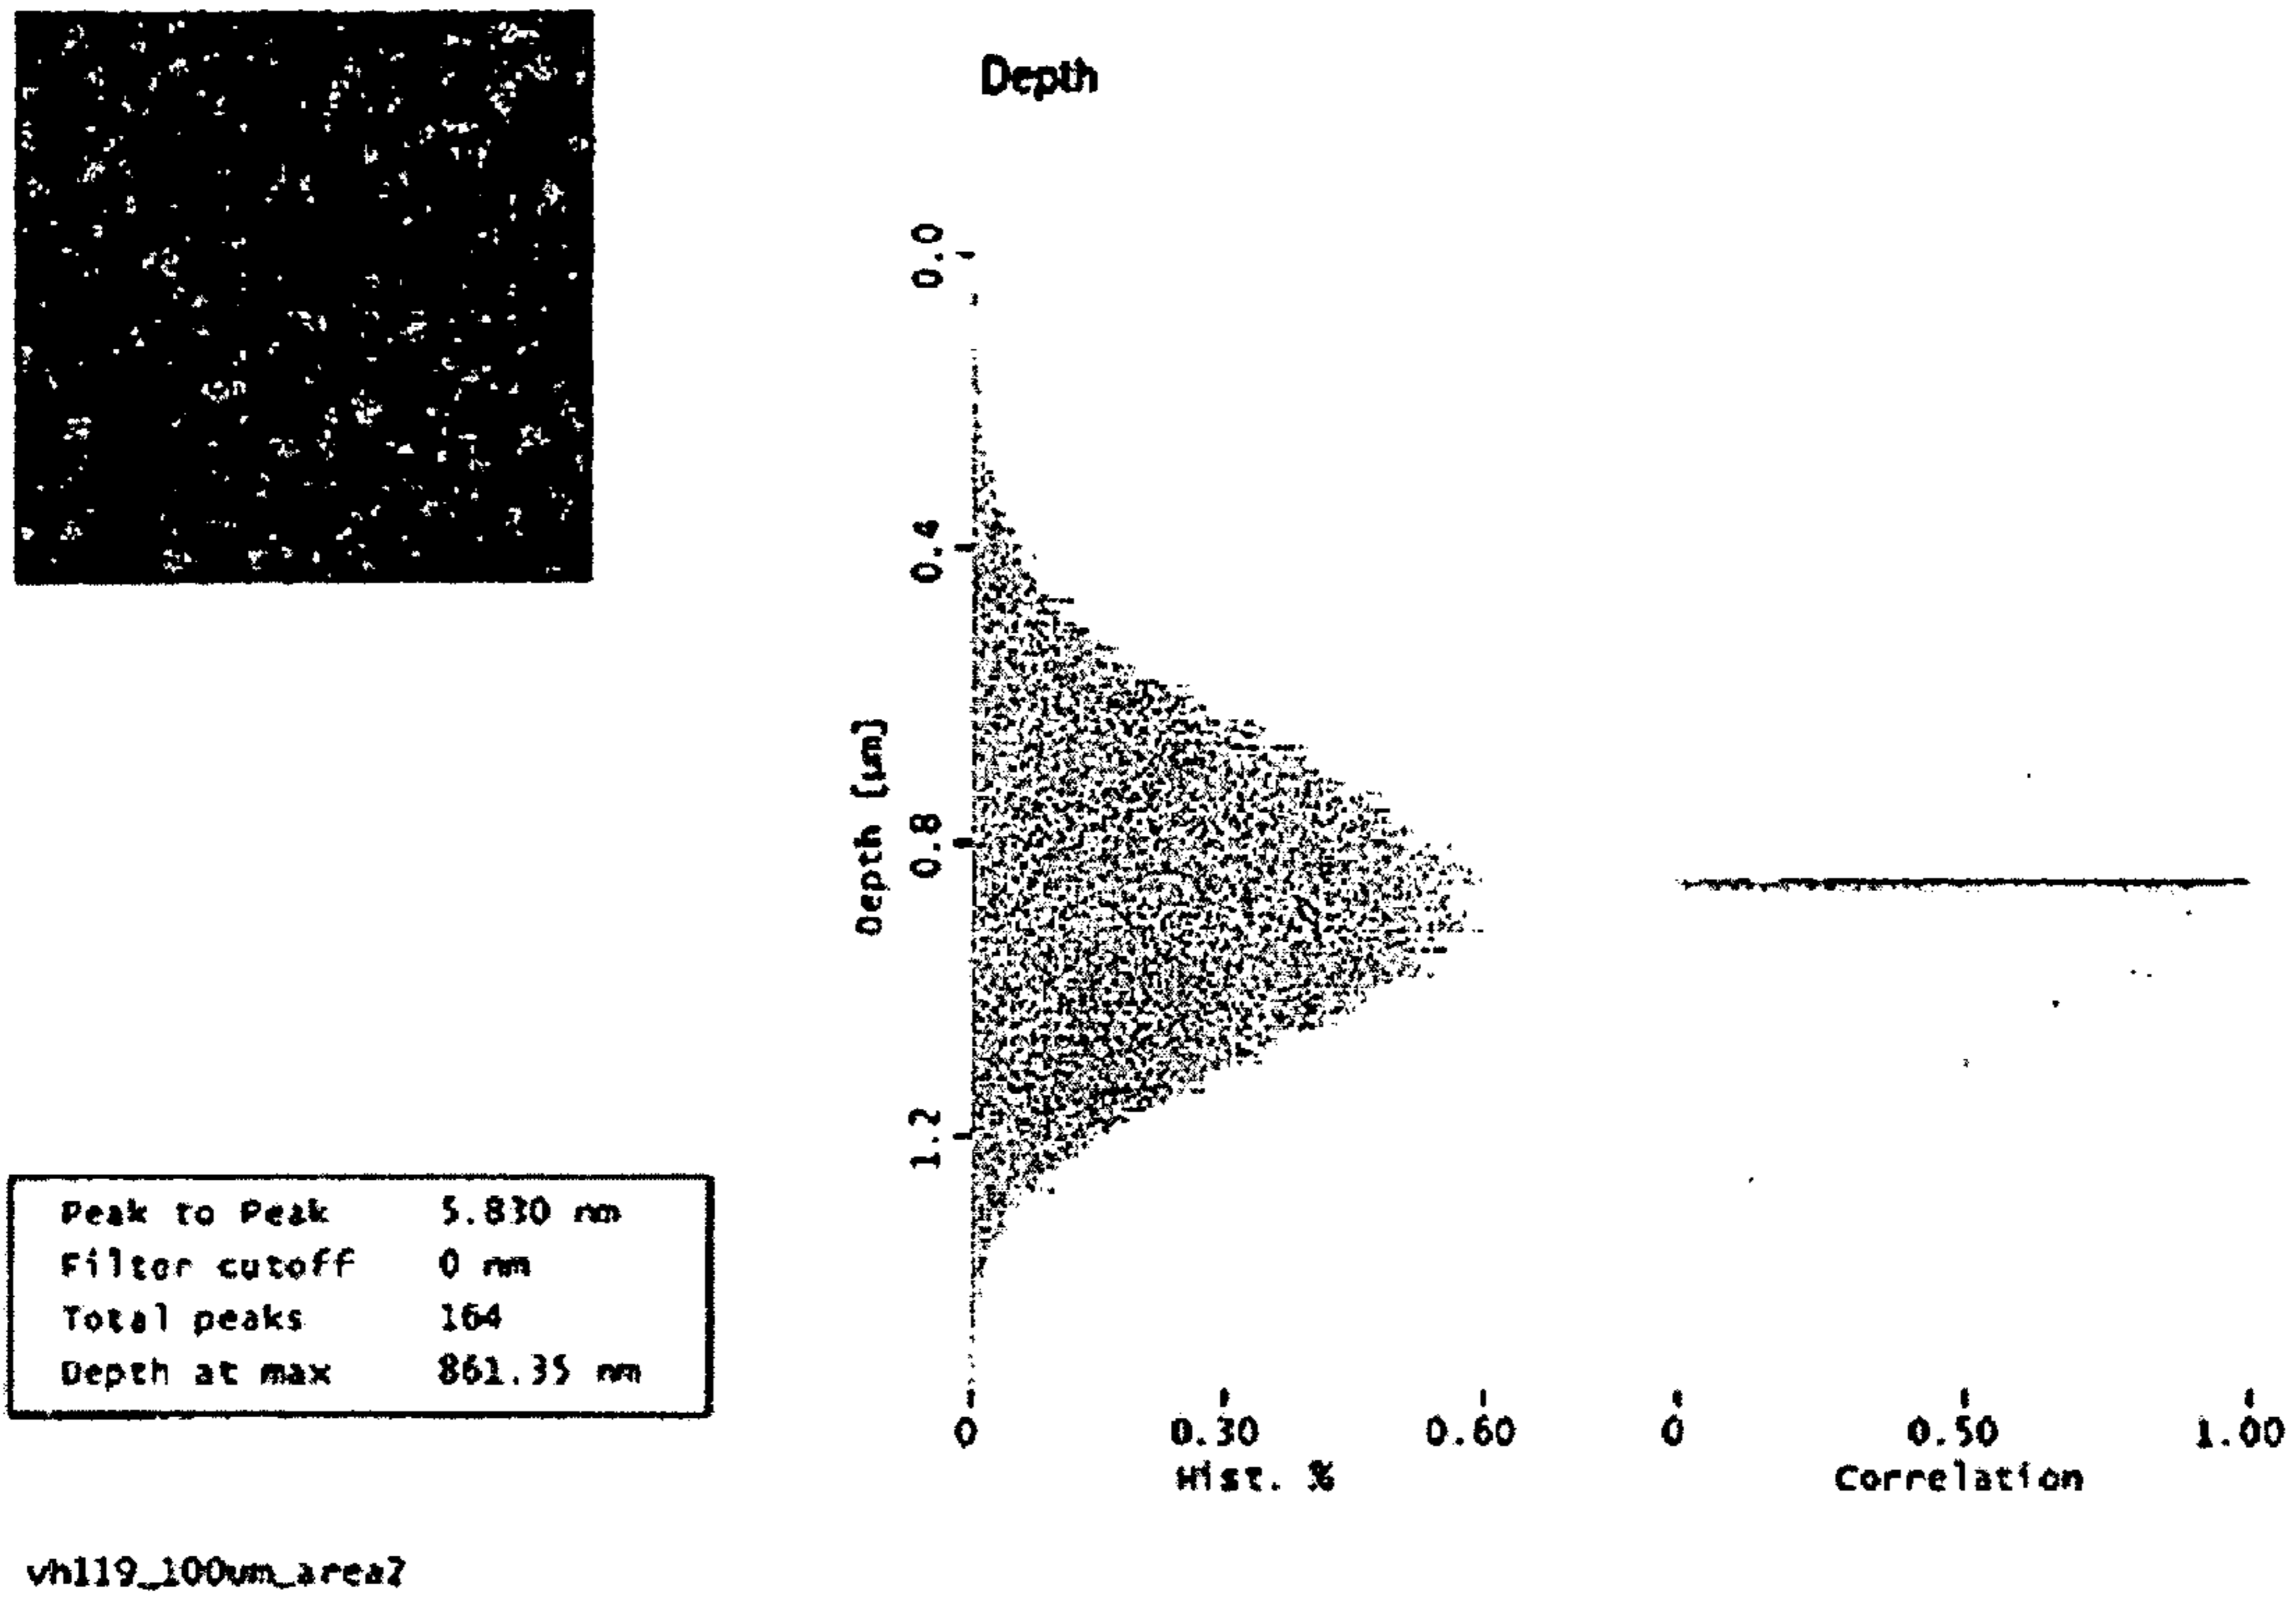 Depth
0.0
0.4
0.8
1.2
Depth [µm]
0 0.30 0.60
Hist. %
0 0.50 1.00
Correlation
Peak to Peak 5.830 nm
Filter cutoff 0 nm
Total peaks 164
Depth at max 861.35 nm
vh119_100um_area2